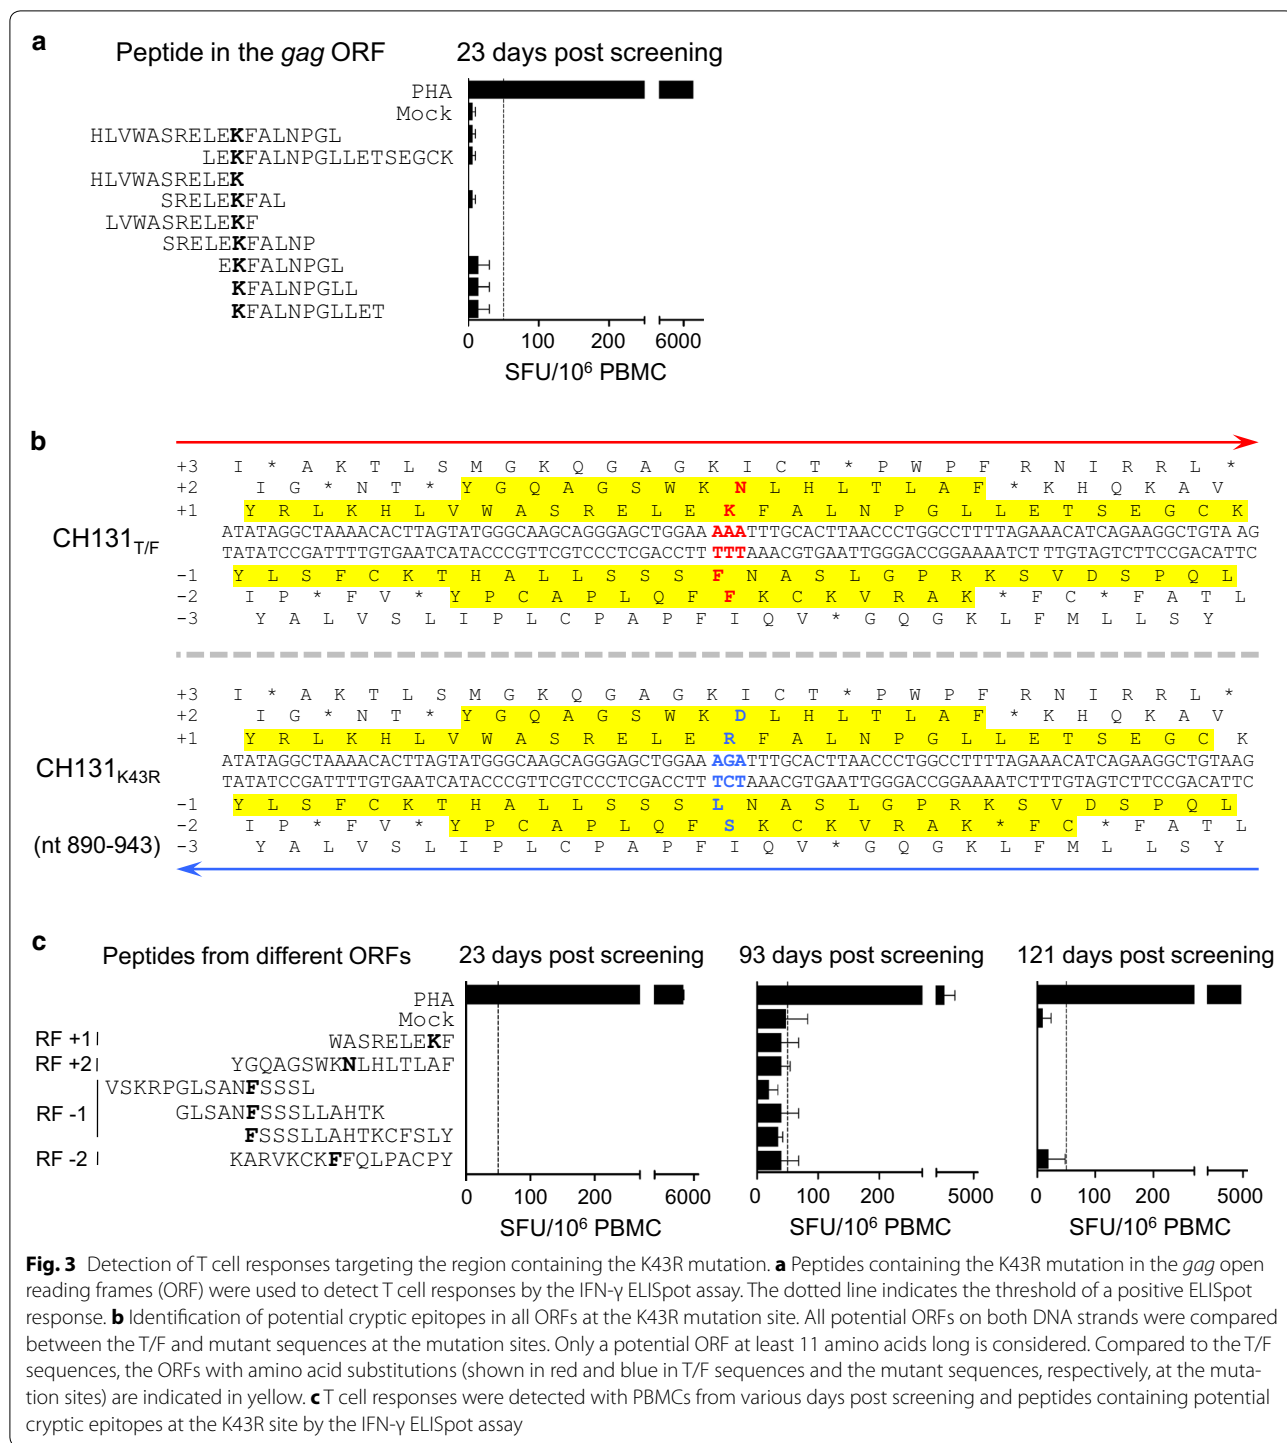 a
Peptide in the gag ORF 23 days post screening
PHA
Mock
HLVWASRELEKFALNPGL
LEKFALNPGLLETSEGCK
HLVWASRELEK
SRELEKFAL
LVWASRELEKF
SRELEKFALNP
EKFALNPGL
KFALNPGLL
KFALNPGLLET
0 100 200 6000
SFU/10⁶ PBMC
b
+3 I * A K T L S M G K Q G A G K I C T * P W P F R N I R R L *
+2 I G * N T * Y G Q A G S W K N L H L T L A F * K H Q K A V
+1 Y R L K H L V W A S R E L E K F A L N P G L L E T S E G C K
CH131T/F
ATATAGGCTAAAACACTTAGTATGGGCAAGCAGGGAGCTGGAA AAA TTTGCACTTAACCCTGGCCTTTTAGAAACATCAGAAGGCTGTA AG
TATATCCGATTTTGTGAATCATACCCGTTCGTCCCTCGACCTT TTT AAACGTGAATTGGGACCGGAAAATCTTTGTAGTCTTCCGACATTC
-1 Y L S F C K T H A L L S S S F N A S L G P R K S V D S P Q L
-2 I P * F V * Y P C A P L Q F F K C K V R A K * F C * F A T L
-3 Y A L V S L I P L C P A P F I Q V * G Q G K L F M L L S Y
+3 I * A K T L S M G K Q G A G K I C T * P W P F R N I R R L *
+2 I G * N T * Y G Q A G S W K D L H L T L A F * K H Q K A V
+1 Y R L K H L V W A S R E L E R F A L N P G L L E T S E G C K
CH131K43R
ATATAGGCTAAAACACTTAGTATGGGCAAGCAGGGAGCTGGAA AGA TTTGCACTTAACCCTGGCCTTTTAGAAACATCAGAAGGCTGTAAG
TATATCCGATTTTGTGAATCATACCCGTTCGTCCCTCGACCTT TCT AAACGTGAATTGGGACCGGAAAATCTTTGTAGTCTTCCGACATTC
-1 Y L S F C K T H A L L S S S L N A S L G P R K S V D S P Q L
-2 I P * F V * Y P C A P L Q F S K C K V R A K * F C * F A T L
(nt 890-943)
-3 Y A L V S L I P L C P A P F I Q V * G Q G K L F M L L S Y
c
Peptides from different ORFs 23 days post screening 93 days post screening 121 days post screening
PHA
Mock
RF +1 WASRELEKF
RF +2 YGQAGSWKNLHLTLAF
VSKRPGLSANFSSSL
RF -1 GLSANFSSSLLAHTK
FSSSLLAHTKCFSLY
RF -2 KARVKCKFFQLPACPY
0 100 200 6000 0 100 200 5000 0 100 200 5000
SFU/10⁶ PBMC SFU/10⁶ PBMC SFU/10⁶ PBMC
Fig. 3 Detection of T cell responses targeting the region containing the K43R mutation. a Peptides containing the K43R mutation in the gag open
reading frames (ORF) were used to detect T cell responses by the IFN-γ ELISpot assay. The dotted line indicates the threshold of a positive ELISpot
response. b Identification of potential cryptic epitopes in all ORFs at the K43R mutation site. All potential ORFs on both DNA strands were compared
between the T/F and mutant sequences at the mutation sites. Only a potential ORF at least 11 amino acids long is considered. Compared to the T/F
sequences, the ORFs with amino acid substitutions (shown in red and blue in T/F sequences and the mutant sequences, respectively, at the muta-
tion sites) are indicated in yellow. c T cell responses were detected with PBMCs from various days post screening and peptides containing potential
cryptic epitopes at the K43R site by the IFN-γ ELISpot assay